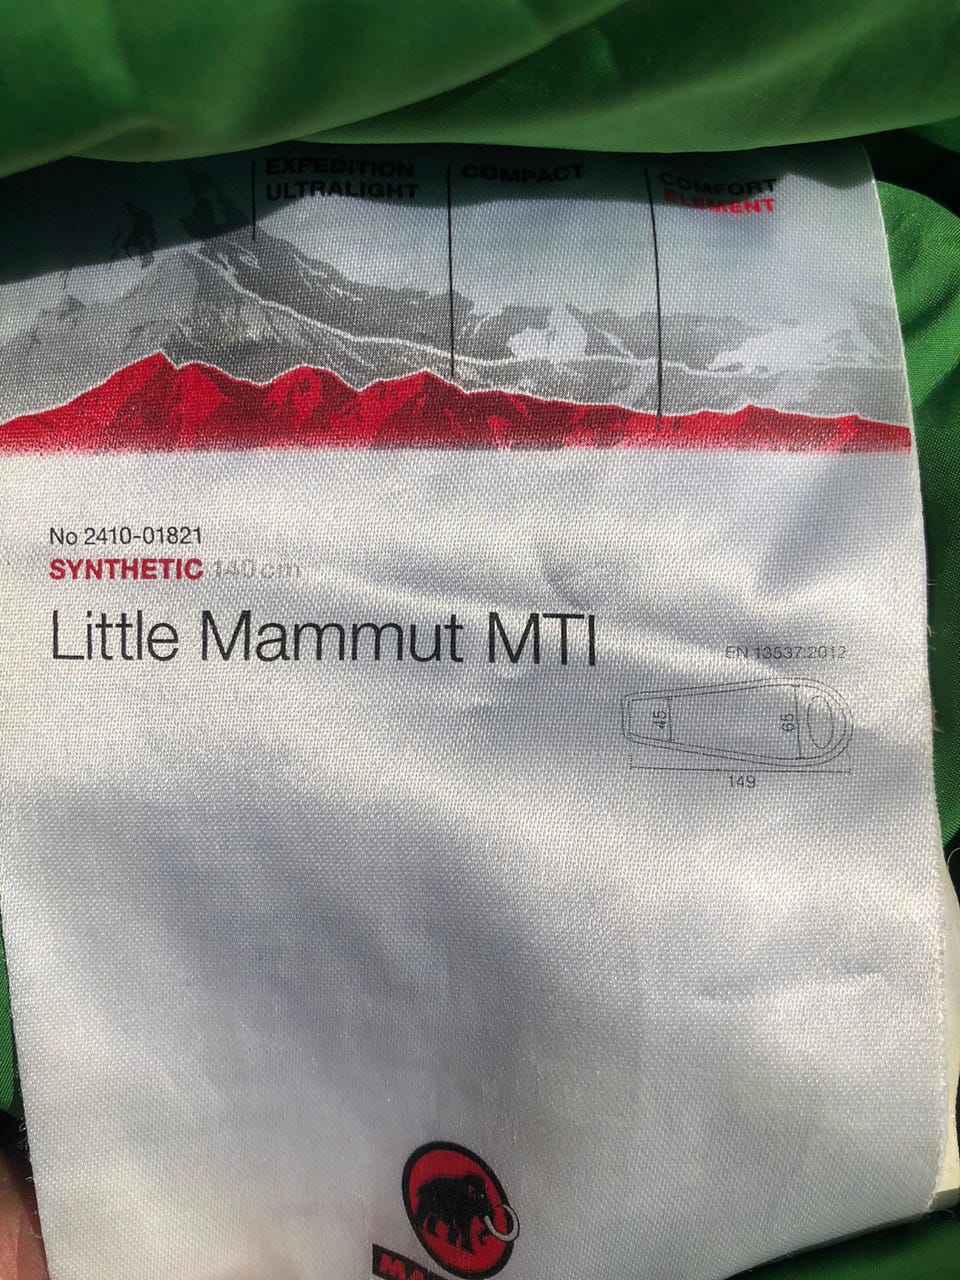 EXPEDITION
ULTRALIGHT
COMPACT
COMFORT
ELEMENT
No 2410-01821
SYNTHETIC 140 cm
Little Mammut MTI
EN 13537:2012
45
65
149